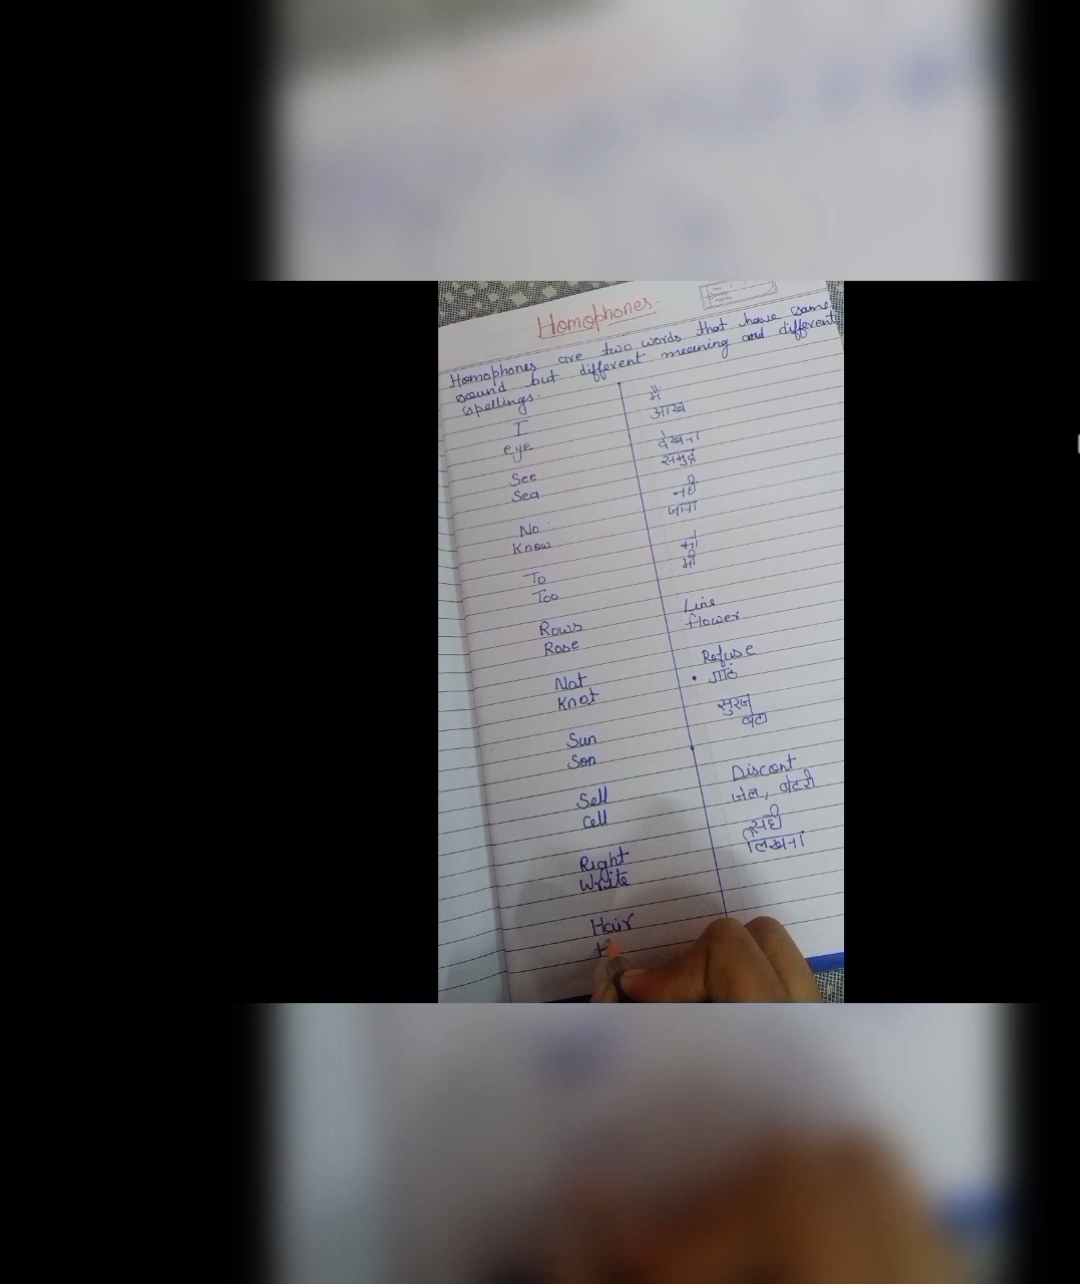 Homophones.
Homophones are two words that have same
sound but different meaning and different
spellings.
I मै
eye आख
See देखना
Sea समुद्र
No नही
Know जाना
To को
Too भी
Rows Line
Rose flower
Not Refuse
Knot गाठ
Sun सुरज
Son बेटा
Sell Discont
Cell जेल, बेटरी
Right सही
Write लिखना
Hair